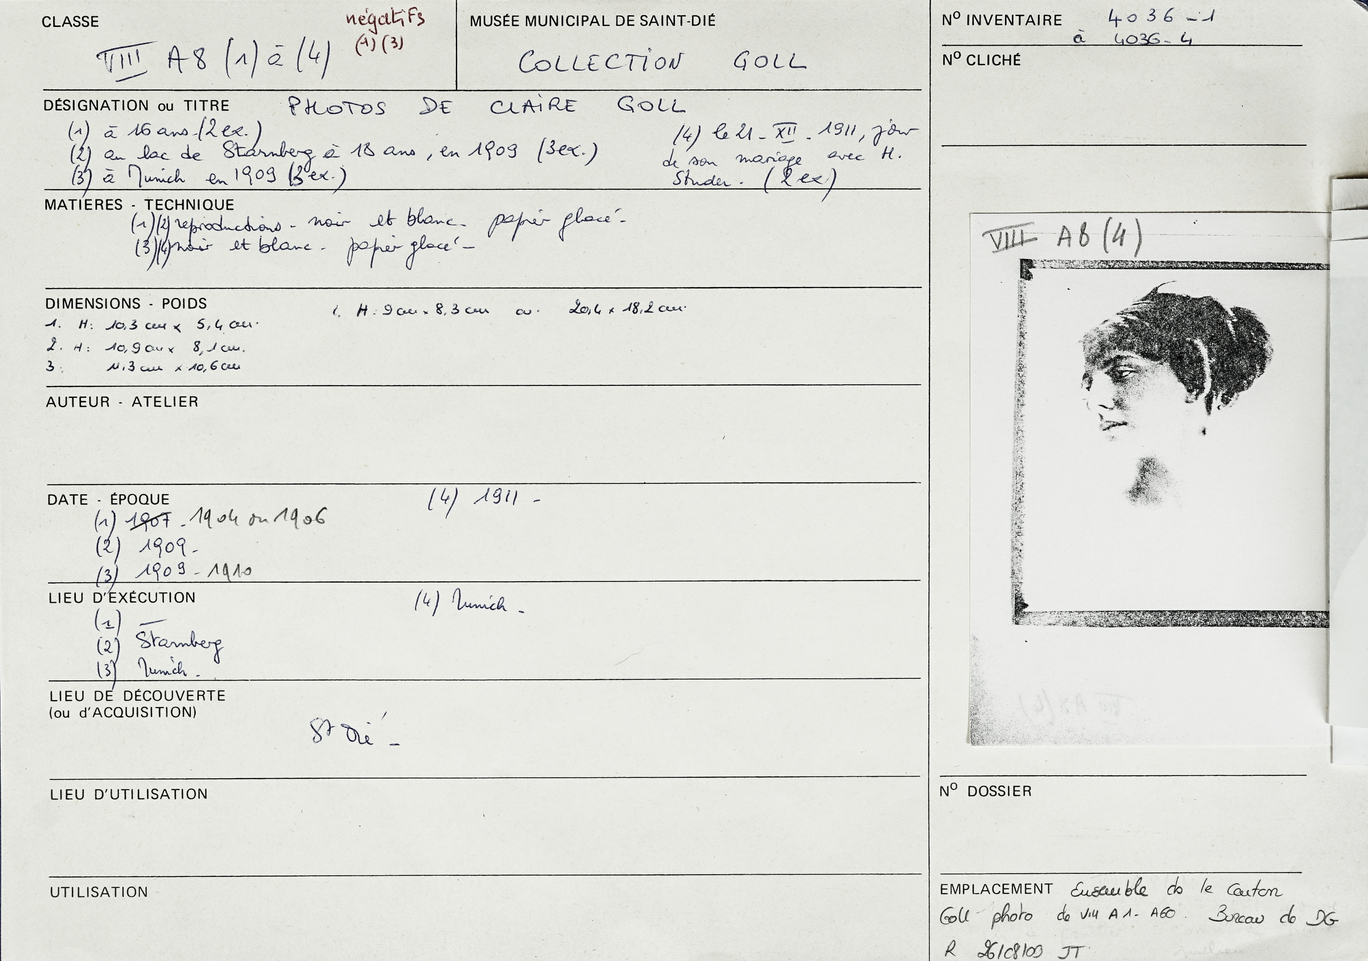 CLASSE
négatifs
(1) (3)
VIII A8 (1) à (4)
MUSÉE MUNICIPAL DE SAINT-DIÉ
COLLECTION GOLL
Nº INVENTAIRE 4036-1
à 4036-4
Nº CLICHÉ
DÉSIGNATION ou TITRE PHOTOS DE CLAIRE GOLL
(1) à 16 ans (2 ex.)
(2) au lac de Starnberg à 18 ans, en 1909 (3 ex.)
(3) à Munich en 1909 (3 ex.)
(4) le 21-XII-1911, jour
de son mariage avec H.
Studer. (2 ex)
MATIÈRES - TECHNIQUE
(1)(2) reproductions - noir et blanc - papier glacé -
(3)(4) noir et blanc - papier glacé -
DIMENSIONS - POIDS
1. H: 10,3 cm x 5,4 cm.
2. H: 10,9 cm x 8,1 cm.
3: 11,3 cm x 10,6 cm
H: 9 cm x 8,3 cm ou 20,4 x 18,2 cm.
AUTEUR - ATELIER
DATE - ÉPOQUE
(1) 1907 - 1904 ou 1906
(2) 1909 -
(3) 1909 - 1910
(4) 1911 -
LIEU D'EXÉCUTION
(1) —
(2) Starnberg
(3) Munich -
(4) Munich -
LIEU DE DÉCOUVERTE
(ou d'ACQUISITION)
St Dié -
LIEU D'UTILISATION
UTILISATION
VIII A8 (4)
Nº DOSSIER
EMPLACEMENT Ensemble do le carton
Goll photo de VIII A1- A60. Bureau de DG
R 26/08/03 JT